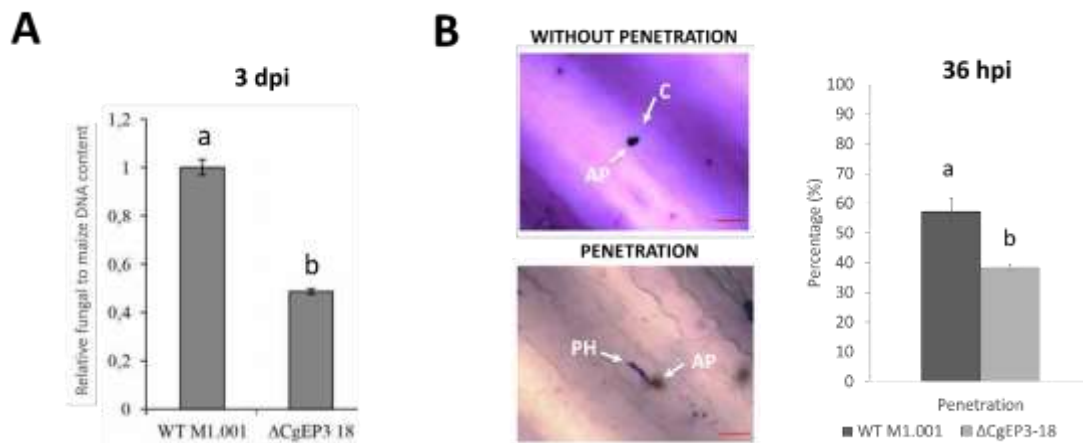 A
3 dpi
Relative fungal to maize DNA content
1,2
a
1
0,8
0,6
b
0,4
0,2
0
WT M1.001
ΔCgEP3 18
B
WITHOUT PENETRATION
C
AP
PENETRATION
PH
AP
36 hpi
Percentage (%)
100
90
80
70
60
50
40
30
20
10
0
a
b
Penetration
WT M1.001
ΔCgEP3-18